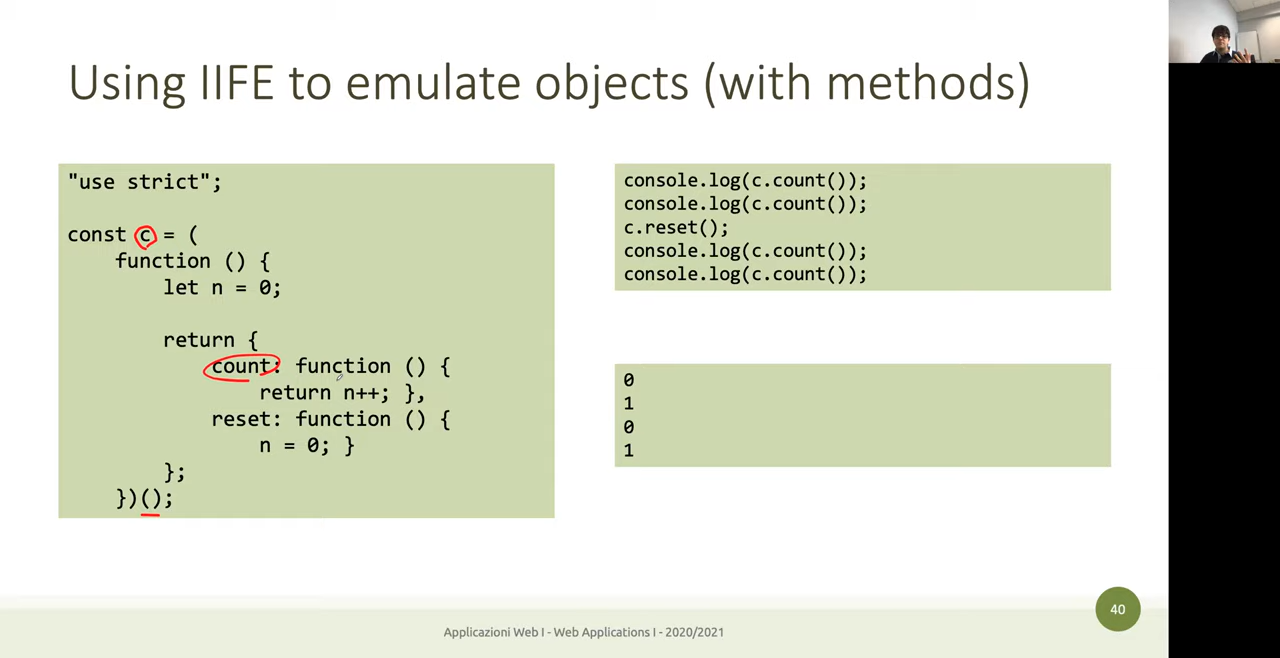 Using IIFE to emulate objects (with methods)
"use strict";
const c = (
function () {
let n = 0;
return {
count: function () {
return n++; },
reset: function () {
n = 0; }
};
})();
console.log(c.count());
console.log(c.count());
c.reset();
console.log(c.count());
console.log(c.count());
0
1
0
1
40
Applicazioni Web I - Web Applications I - 2020/2021